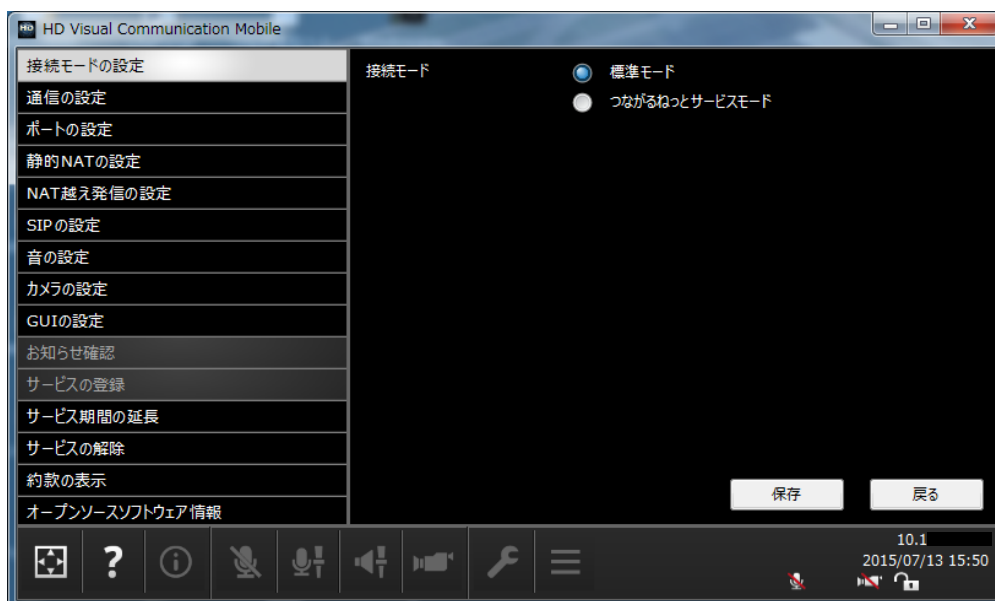 HD Visual Communication Mobile
接続モードの設定
通信の設定
ポートの設定
静的NATの設定
NAT越え発信の設定
SIPの設定
音の設定
カメラの設定
GUIの設定
お知らせ確認
サービスの登録
サービス期間の延長
サービスの解除
約款の表示
オープンソースソフトウェア情報
接続モード
標準モード
つながるねっとサービスモード
保存
戻る
10.1
2015/07/13 15:50